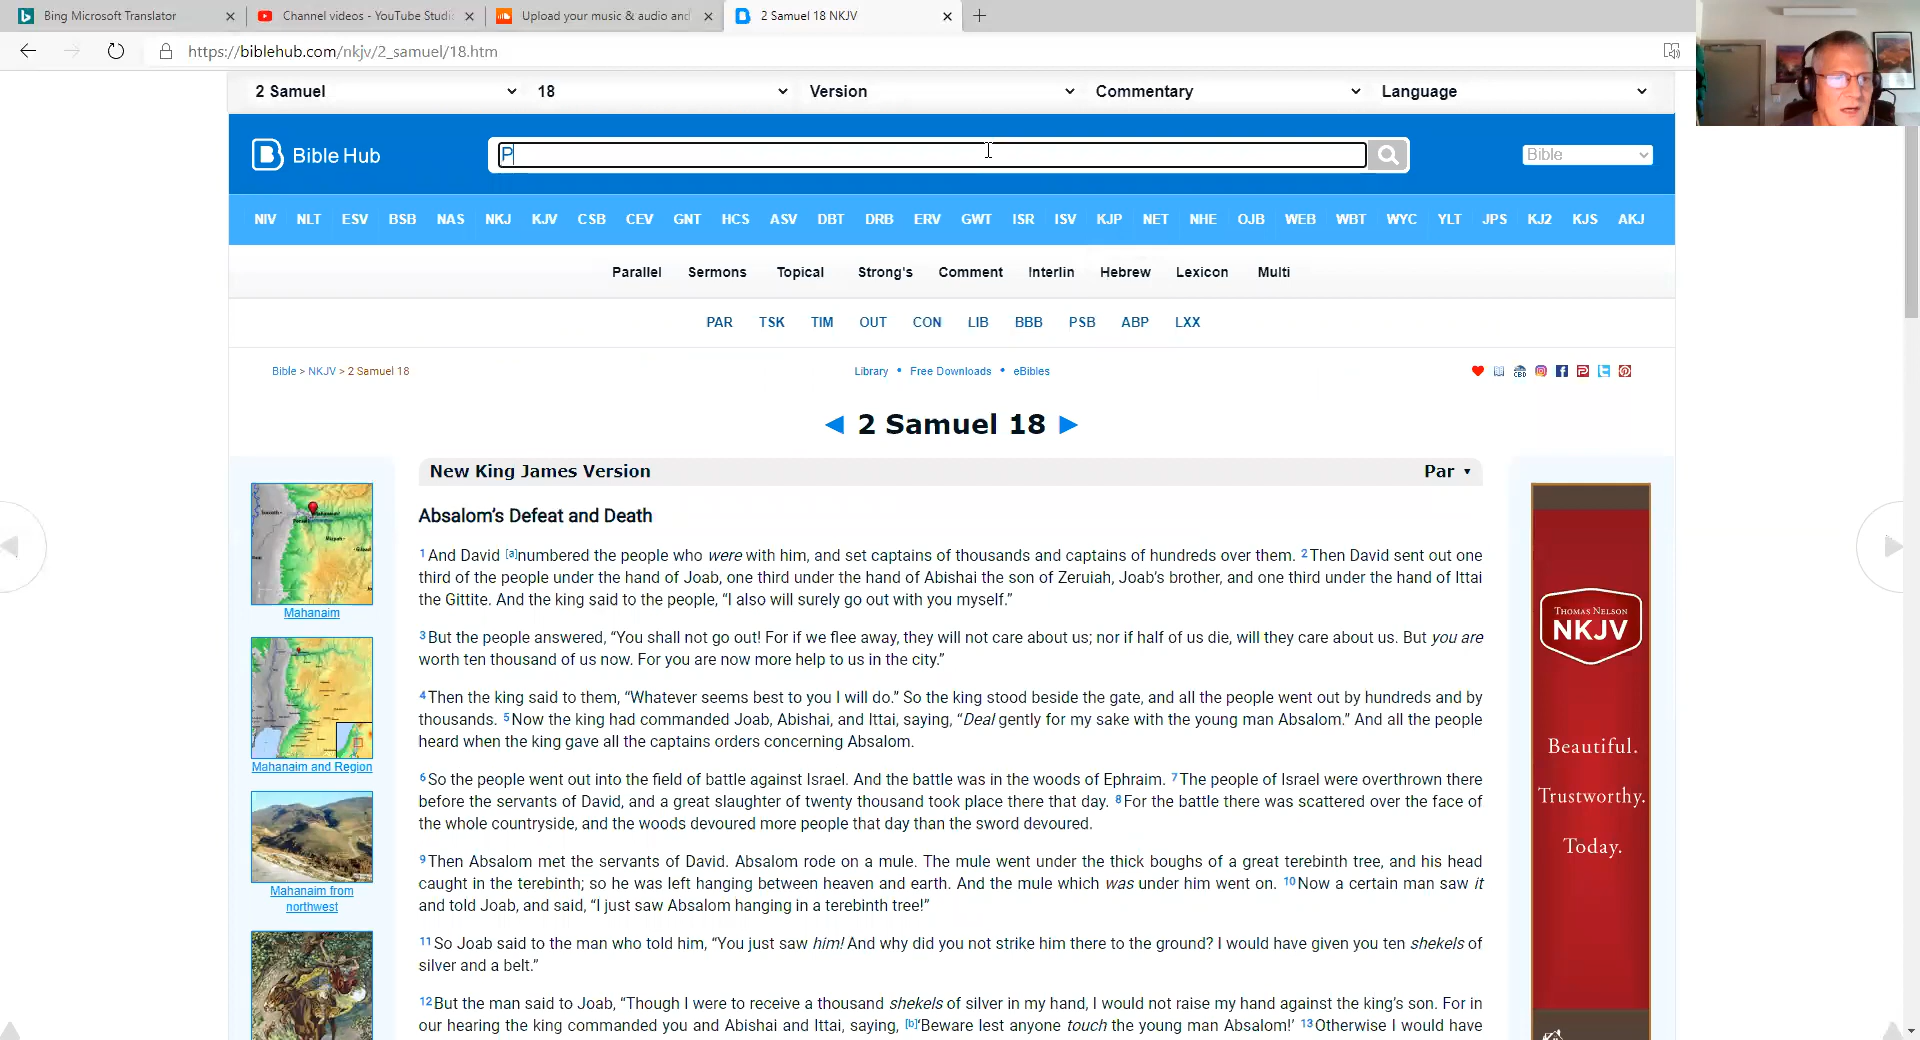 Bing Microsoft Translator
Channel videos - YouTube Studi
Upload your music & audio and
2 Samuel 18 NKJV
https://biblehub.com/nkjv/2_samuel/18.htm
2 Samuel 18 Version Commentary Language
Bible Hub
P
Bible
NIV NLT ESV BSB NAS NKJ KJV CSB CEV GNT HCS ASV DBT DRB ERV GWT ISR ISV KJP NET NHE OJB WEB WBT WYC YLT JPS KJ2 KJS AKJ
Parallel Sermons Topical Strong's Comment Interlin Hebrew Lexicon Multi
PAR TSK TIM OUT CON LIB BBB PSB ABP LXX
Bible > NKJV > 2 Samuel 18
Library • Free Downloads • eBibles
◄ 2 Samuel 18 ►
New King James Version
Par ▾
Absalom’s Defeat and Death
1And David [a]numbered the people who were with him, and set captains of thousands and captains of hundreds over them. 2Then David sent out one
third of the people under the hand of Joab, one third under the hand of Abishai the son of Zeruiah, Joab’s brother, and one third under the hand of Ittai
the Gittite. And the king said to the people, “I also will surely go out with you myself.”
3But the people answered, “You shall not go out! For if we flee away, they will not care about us; nor if half of us die, will they care about us. But you are
worth ten thousand of us now. For you are now more help to us in the city.”
4Then the king said to them, “Whatever seems best to you I will do.” So the king stood beside the gate, and all the people went out by hundreds and by
thousands. 5Now the king had commanded Joab, Abishai, and Ittai, saying, “Deal gently for my sake with the young man Absalom.” And all the people
heard when the king gave all the captains orders concerning Absalom.
6So the people went out into the field of battle against Israel. And the battle was in the woods of Ephraim. 7The people of Israel were overthrown there
before the servants of David, and a great slaughter of twenty thousand took place there that day. 8For the battle there was scattered over the face of
the whole countryside, and the woods devoured more people that day than the sword devoured.
9Then Absalom met the servants of David. Absalom rode on a mule. The mule went under the thick boughs of a great terebinth tree, and his head
caught in the terebinth; so he was left hanging between heaven and earth. And the mule which was under him went on. 10Now a certain man saw it
and told Joab, and said, “I just saw Absalom hanging in a terebinth tree!”
11So Joab said to the man who told him, “You just saw him! And why did you not strike him there to the ground? I would have given you ten shekels of
silver and a belt.”
12But the man said to Joab, “Though I were to receive a thousand shekels of silver in my hand, I would not raise my hand against the king’s son. For in
our hearing the king commanded you and Abishai and Ittai, saying, [b]‘Beware lest anyone touch the young man Absalom!’ 13Otherwise I would have
Mahanaim
Mahanaim and Region
Mahanaim from
northwest
THOMAS NELSON
NKJV
Beautiful.
Trustworthy.
Today.